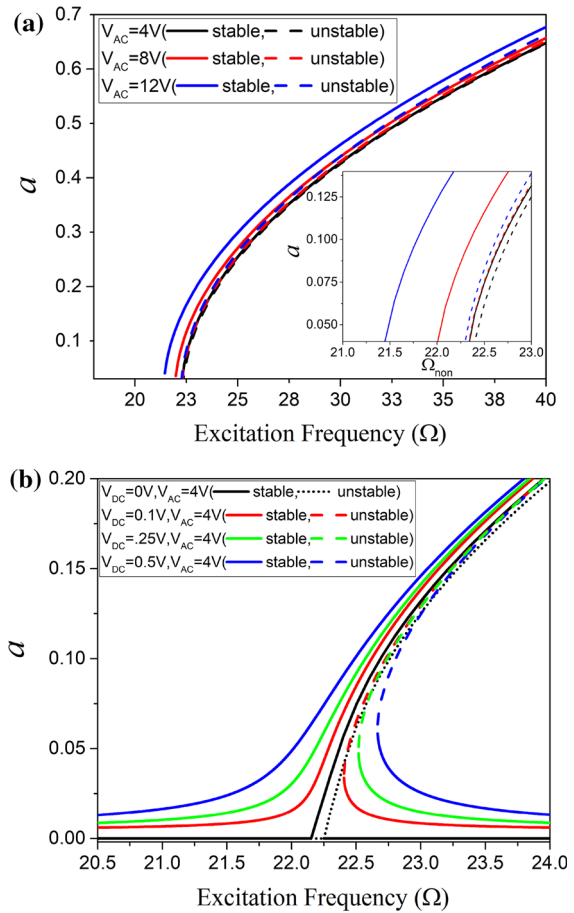 (a)
0.7
0.6
0.5
0.4
0.3
0.2
0.1
a
V_AC=4V( stable, unstable)
V_AC=8V( stable, unstable)
V_AC=12V( stable, unstable)
0.125
0.100
0.075
0.050
a
21.0 21.5 22.0 22.5 23.0
Ω_non
20 23 25 28 30 33 35 38 40
Excitation Frequency (Ω)
(b)
0.20
0.15
0.10
0.05
0.00
a
V_DC=0V,V_AC=4V( stable, unstable)
V_DC=0.1V,V_AC=4V( stable, unstable)
V_DC=.25V,V_AC=4V( stable, unstable)
V_DC=0.5V,V_AC=4V( stable, unstable)
20.5 21.0 21.5 22.0 22.5 23.0 23.5 24.0
Excitation Frequency (Ω)